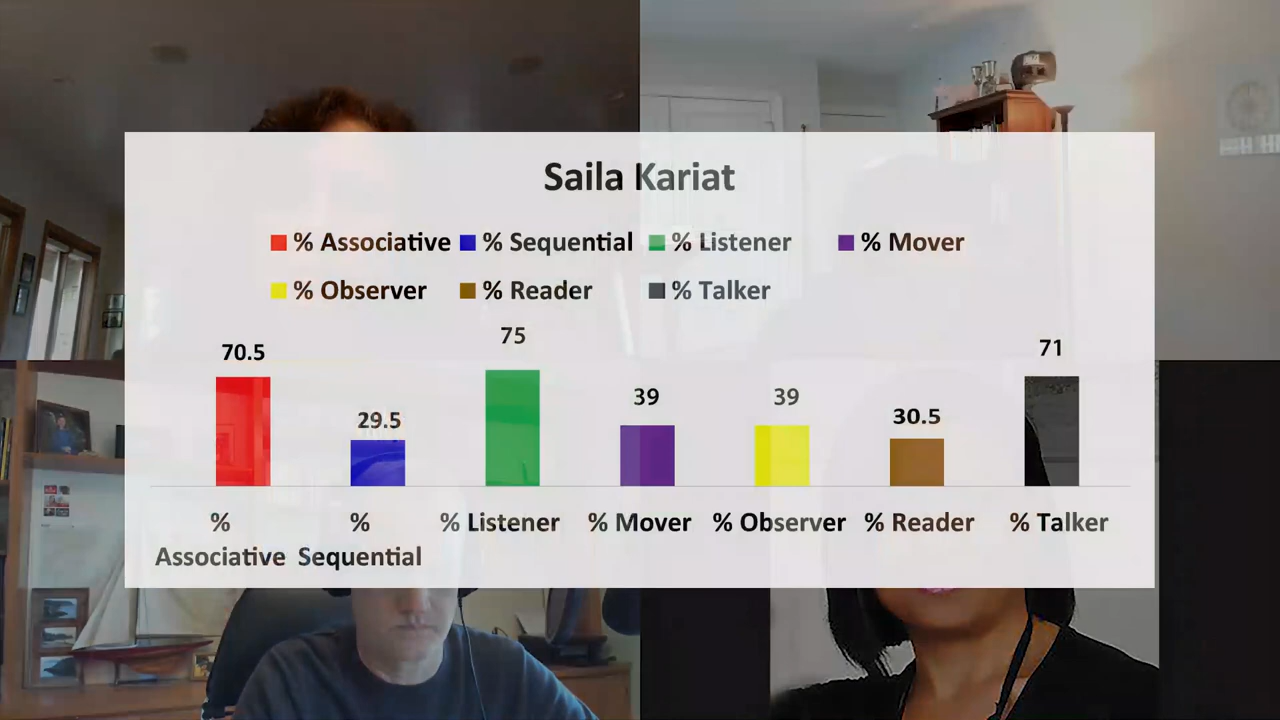 Saila Kariat
% Associative % Sequential % Listener % Mover
% Observer % Reader % Talker
70.5 29.5 75 39 39 30.5 71
% % % Listener % Mover % Observer % Reader % Talker
Associative Sequential